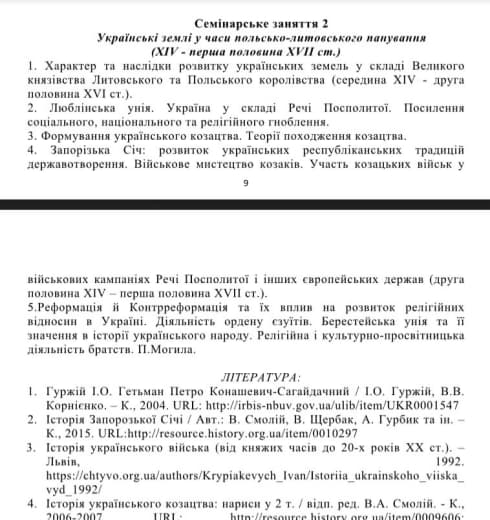 Семінарське заняття 2
Українські землі у часи польсько-литовського панування
(XIV - перша половина XVII ст.)
1. Характер та наслідки розвитку українських земель у складі Великого
князівства Литовського та Польського королівства (середина XIV - друга
половина XVI ст.).
2. Люблінська унія. Україна у складі Речі Посполитої. Посилення
соціального, національного та релігійного гноблення.
3. Формування українського козацтва. Теорії походження козацтва.
4. Запорізька Січ: розвиток українських республіканських традицій
державотворення. Військове мистецтво козаків. Участь козацьких військ у
9
військових кампаніях Речі Посполитої і інших європейських держав (друга
половина XIV – перша половина XVII ст.).
5.Реформація й Контрреформація та їх вплив на розвиток релігійних
відносин в Україні. Діяльність ордену єзуїтів. Берестейська унія та її
значення в історії українського народу. Релігійна і культурно-просвітницька
діяльність братств. П.Могила.
ЛІТЕРАТУРА:
1. Гуржій І.О. Гетьман Петро Конашевич-Сагайдачний / І.О. Гуржій, В.В.
Корнієнко. – К., 2004. URL: http://irbis-nbuv.gov.ua/ulib/item/UKR0001547
2. Історія Запорозької Січі / Авт.: В. Смолій, В. Щербак, А. Гурбик та ін. –
К., 2015. URL:http://resource.history.org.ua/item/0010297
3. Історія українського війська (від княжих часів до 20-х років ХХ ст.). –
Львів, 1992.
https://chtyvo.org.ua/authors/Krypiakevych_Ivan/Istoriia_ukrainskoho_viiska_
vyd_1992/
4. Історія українського козацтва: нариси у 2 т. / відп. ред. В.А. Смолій. - К.,
2006-2007. URL: http://resource.history.org.ua/item/0009606;